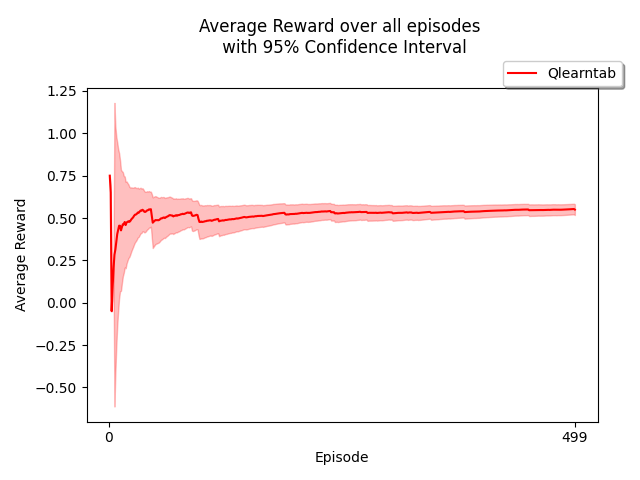 Average Reward over all episodes
with 95% Confidence Interval
Qlearntab
1.25
1.00
0.75
0.50
0.25
0.00
−0.25
−0.50
Average Reward
0 499
Episode